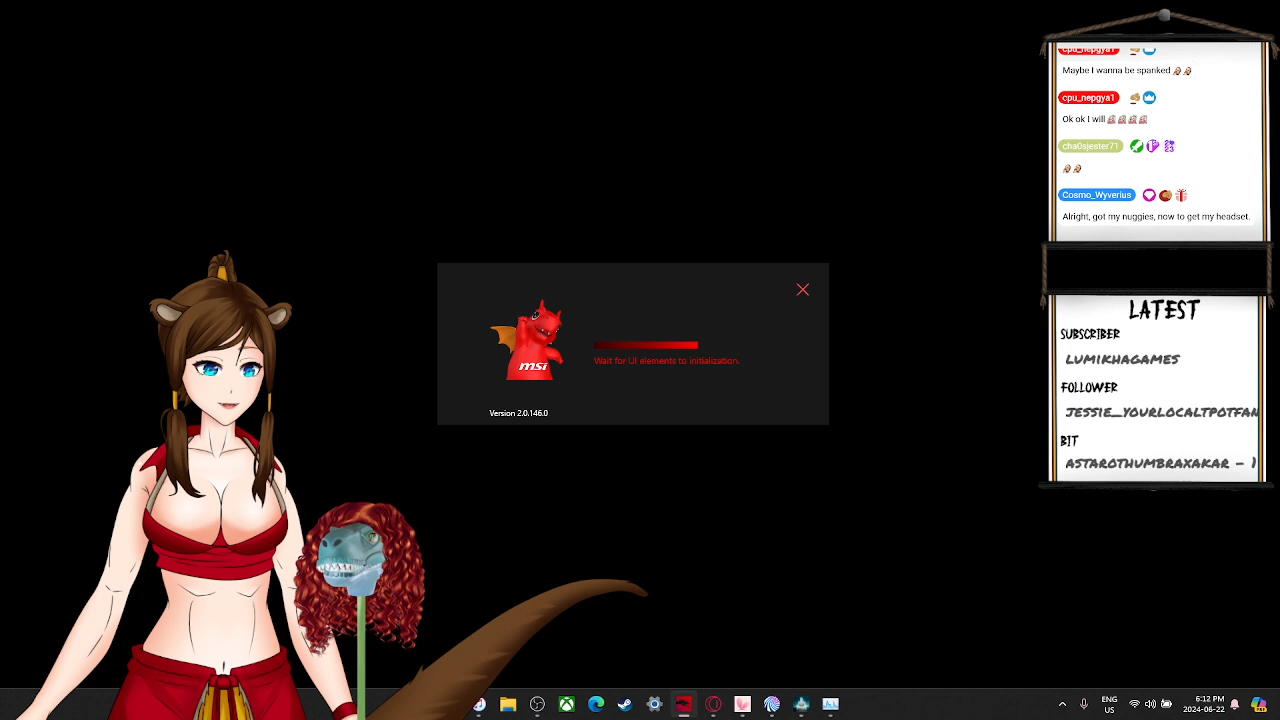 cpu_nepgya1
Maybe I wanna be spanked
cpu_nepgya1
Ok ok I will
cha0sjester71
Cosmo_Wyverius
Alright, got my nuggies, now to get my headset.
LATEST
SUBSCRIBER
LUMIKHAGAMES
FOLLOWER
JESSIE_YOURLOCALTPOTFAN
BIT
ASTAROTHUMBRAXAKAR - 1
msi
Wait for UI elements to initialization.
Version 2.0.146.0
ENG
US
6:12 PM
2024-06-22